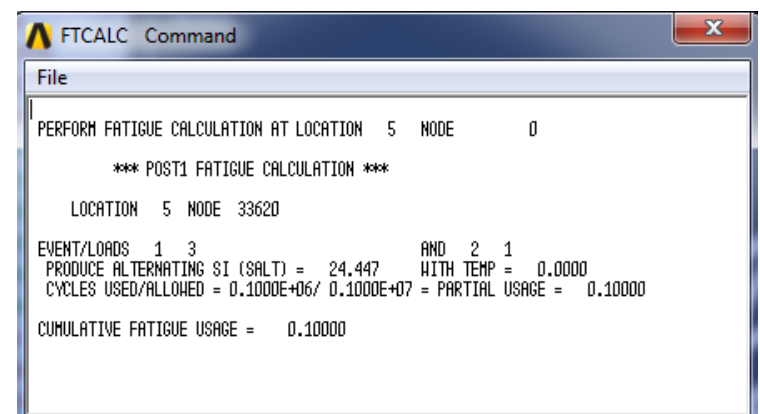 FTCALC Command
X
File
PERFORM FATIGUE CALCULATION AT LOCATION 5 NODE 0
*** POST1 FATIGUE CALCULATION ***
LOCATION 5 NODE 33620
EVENT/LOADS 1 3 AND 2 1
PRODUCE ALTERNATING SI (SALT) = 24.447 WITH TEMP = 0.0000
CYCLES USED/ALLOWED = 0.1000E+06/ 0.1000E+07 = PARTIAL USAGE = 0.10000
CUMULATIVE FATIGUE USAGE = 0.10000